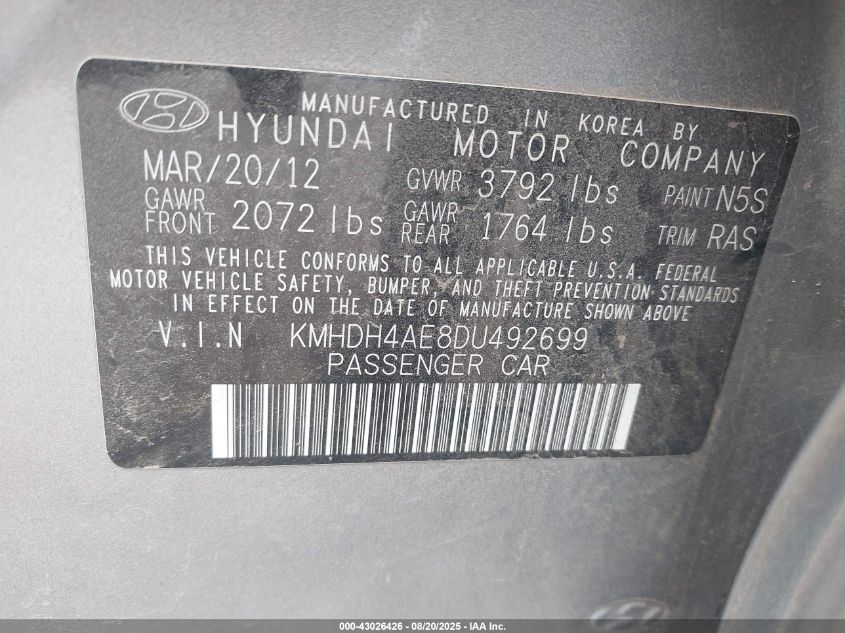 MANUFACTURED IN KOREA BY
HYUNDAI MOTOR COMPANY
MAR/20/12 GVWR 3792 lbs PAINT N5S
GAWR FRONT 2072 lbs GAWR REAR 1764 lbs TRIM RAS
THIS VEHICLE CONFORMS TO ALL APPLICABLE U.S.A. FEDERAL
MOTOR VEHICLE SAFETY, BUMPER, AND THEFT PREVENTION STANDARDS
IN EFFECT ON THE DATE OF MANUFACTURE SHOWN ABOVE
V.I.N KMHDH4AE8DU492699
PASSENGER CAR
000-43026426 - 08/20/2025 - IAA Inc.